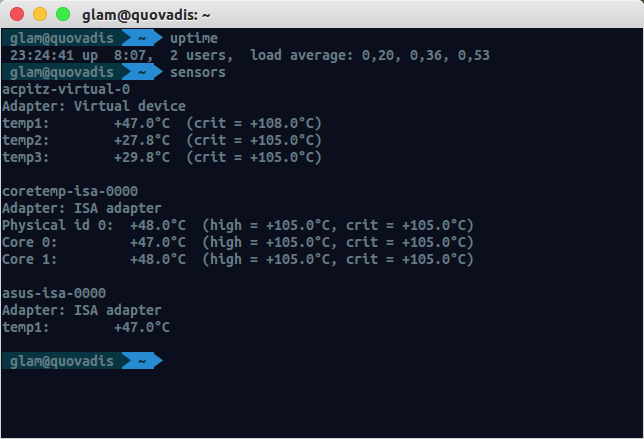 glam@quovadis: ~
glam@quovadis ~ uptime
23:24:41 up  8:07,  2 users,  load average: 0,20, 0,36, 0,53
glam@quovadis ~ sensors
acpitz-virtual-0
Adapter: Virtual device
temp1:        +47.0°C  (crit = +108.0°C)
temp2:        +27.8°C  (crit = +105.0°C)
temp3:        +29.8°C  (crit = +105.0°C)
coretemp-isa-0000
Adapter: ISA adapter
Physical id 0:  +48.0°C  (high = +105.0°C, crit = +105.0°C)
Core 0:         +47.0°C  (high = +105.0°C, crit = +105.0°C)
Core 1:         +48.0°C  (high = +105.0°C, crit = +105.0°C)
asus-isa-0000
Adapter: ISA adapter
temp1:        +47.0°C
glam@quovadis ~